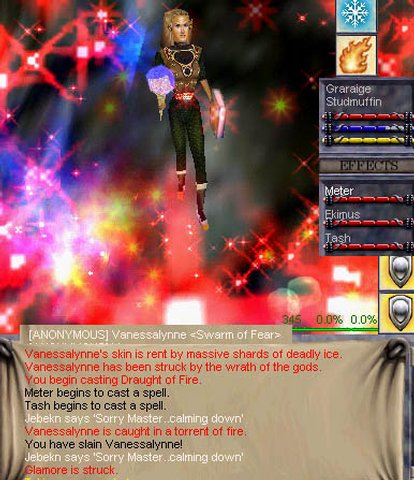 Graraige
Studmuffin
EFFECTS
Meter
Ekimus
Tash
345 0.0% 0.0%
[ANONYMOUS] Vanessalynne <Swarm of Fear>
Vanessalynne's skin is rent by massive shards of deadly ice.
Vanessalynne has been struck by the wrath of the gods.
You begin casting Draught of Fire.
Meter begins to cast a spell.
Tash begins to cast a spell.
Jebekn says 'Sorry Master..calming down'
Vanessalynne is caught in a torrent of fire.
You have slain Vanessalynne!
Jebekn says 'Sorry Master..calming down'
Glamore is struck.